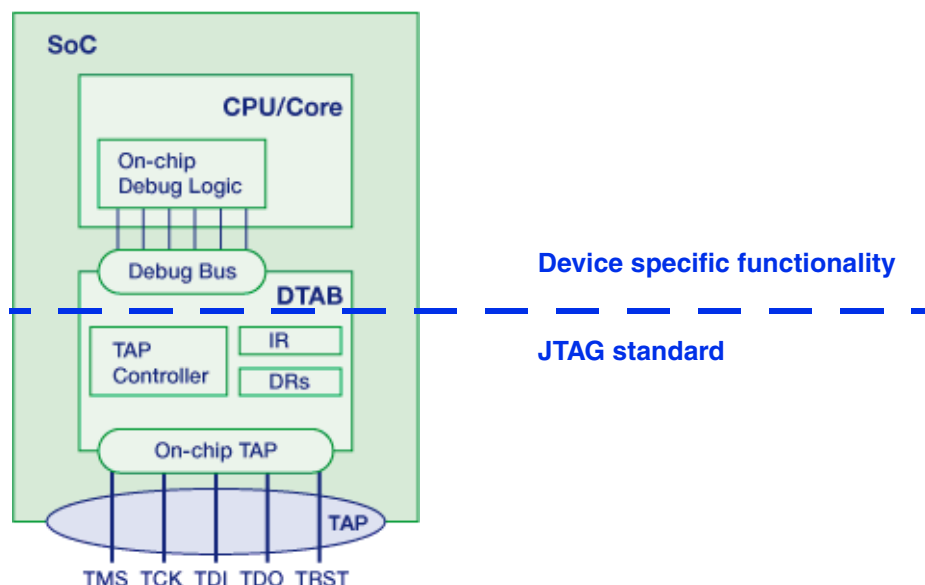 SoC
CPU/Core
On-chip
Debug Logic
Debug Bus
Device specific functionality
DTAB
JTAG standard
TAP
Controller
IR
DRs
On-chip TAP
TAP
TMS TCK TDI TDO TRST